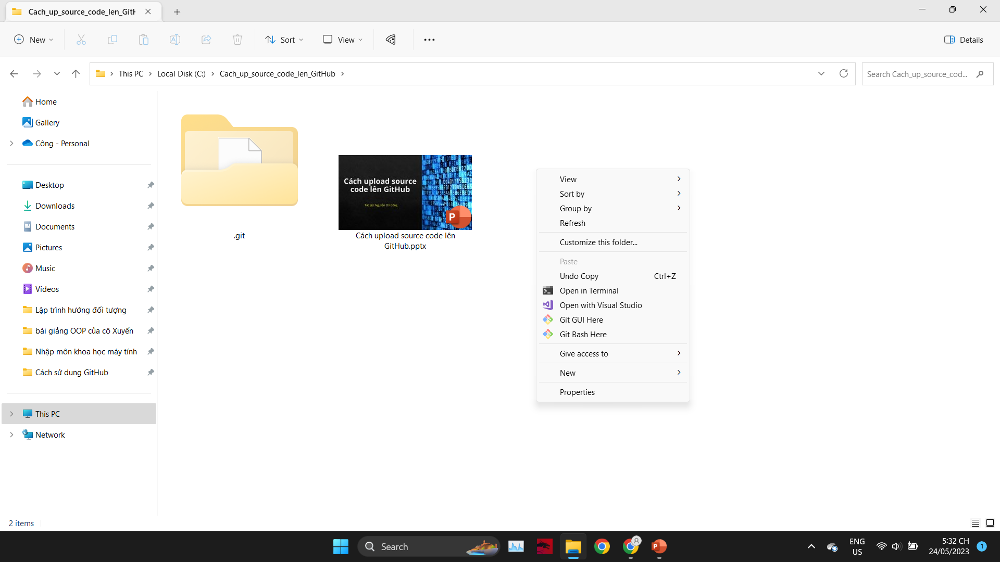 Cach_up_source_code_len_GitH
New
Sort
View
Details
This PC
Local Disk (C:)
Cach_up_source_code_len_GitHub
Search Cach_up_source_cod...
Home
Gallery
Công - Personal
Desktop
Downloads
Documents
Pictures
Music
Videos
Lập trình hướng đối tượng
bài giảng OOP của cô Xuyến
Nhập môn khoa học máy tính
Cách sử dụng GitHub
This PC
Network
.git
Cách upload source
code lên GitHub
Tác giả: Nguyễn Chí Công
P
Cách upload source code lên
GitHub.pptx
View
Sort by
Group by
Refresh
Customize this folder...
Paste
Undo Copy Ctrl+Z
Open in Terminal
Open with Visual Studio
Git GUI Here
Git Bash Here
Give access to
New
Properties
2 items
Search
P
ENG
US
5:32 CH
24/05/2023
1